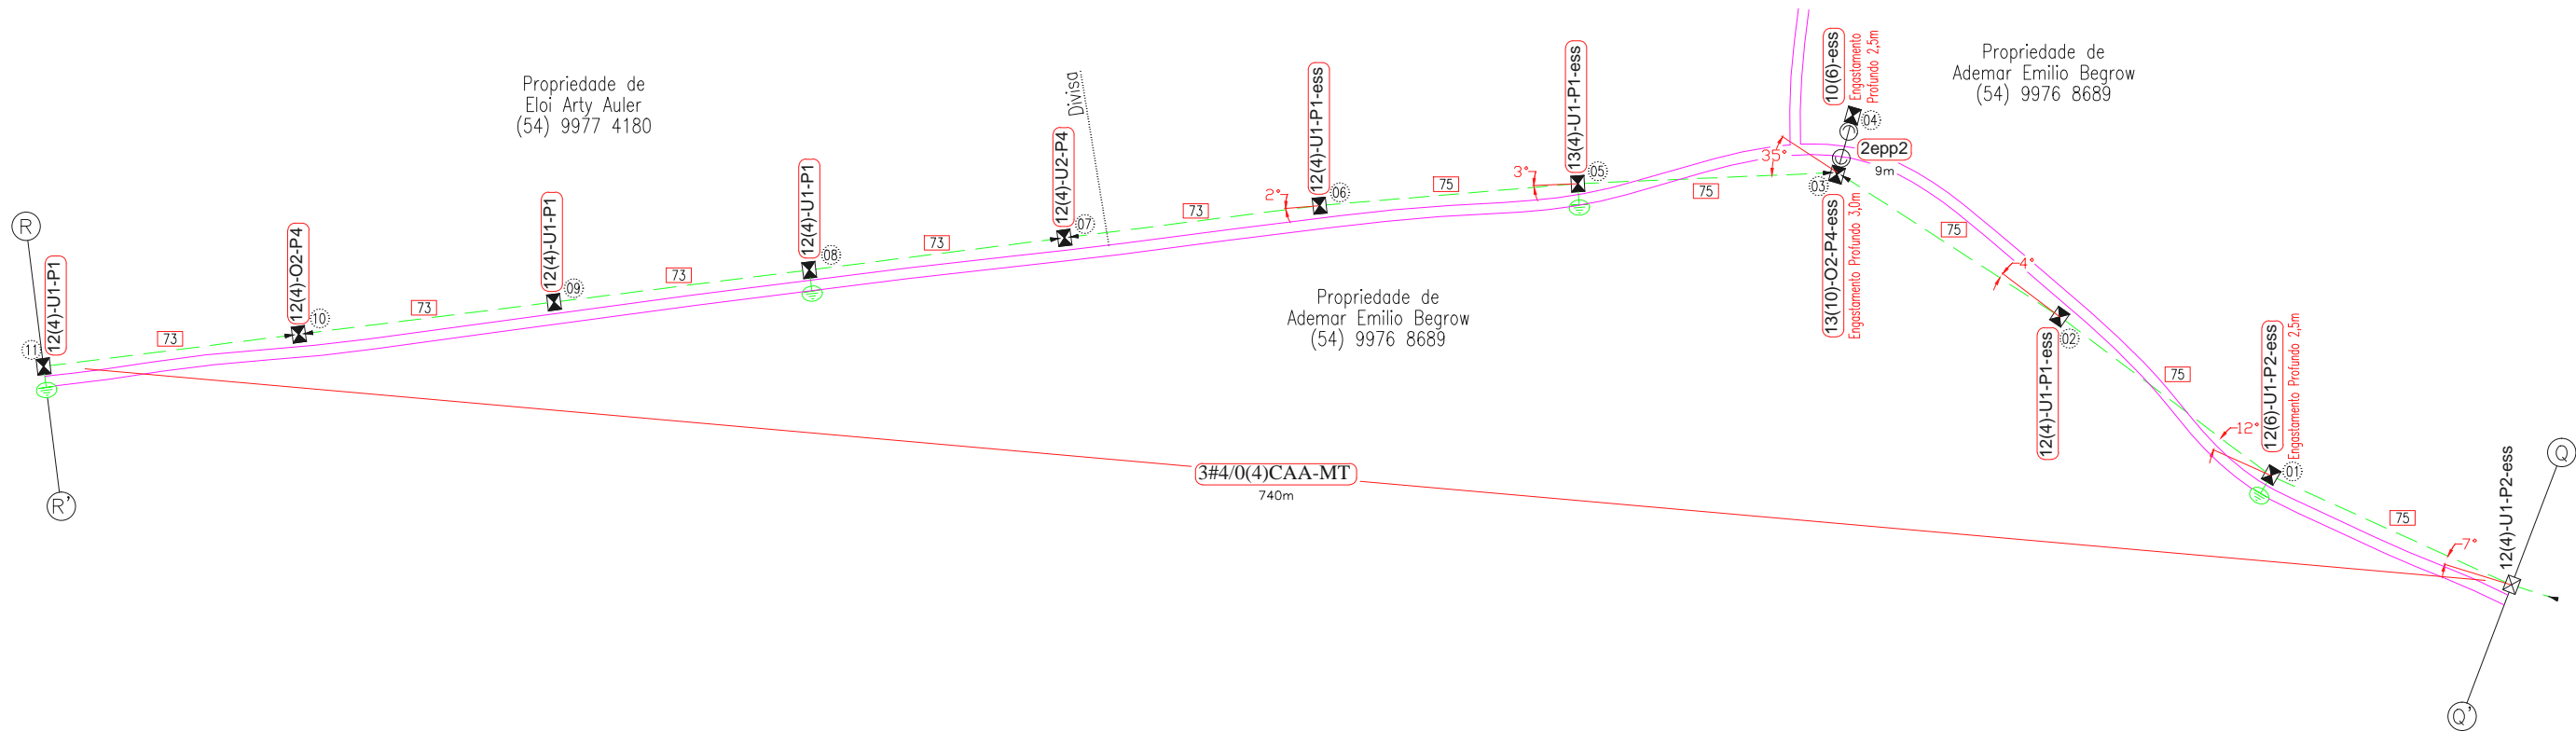 Propriedade de
Eloi Arty Auler
(54) 9977 4180
Divisa
Propriedade de
Ademar Emilio Begrow
(54) 9976 8689
Propriedade de
Ademar Emilio Begrow
(54) 9976 8689
R
R'
11
12(4)-U1-P1
73
12(4)-O2-P4
10
73
12(4)-U1-P1
09
73
12(4)-U1-P1
08
73
12(4)-U2-P4
07
73
2°
12(4)-U1-P1-ess
06
75
3°
13(4)-U1-P1-ess
05
75
35°
10(6)-ess
Engastamento
Profundo 2,5m
04
2epp2
9m
03
13(10)-O2-P4-ess
Engastamento Profundo 3,0m
75
4°
12(4)-U1-P1-ess
02
75
12°
12(6)-U1-P2-ess
Engastamento Profundo 2,5m
01
75
7°
12(4)-U1-P2-ess
Q
Q'
3#4/0(4)CAA-MT
740m